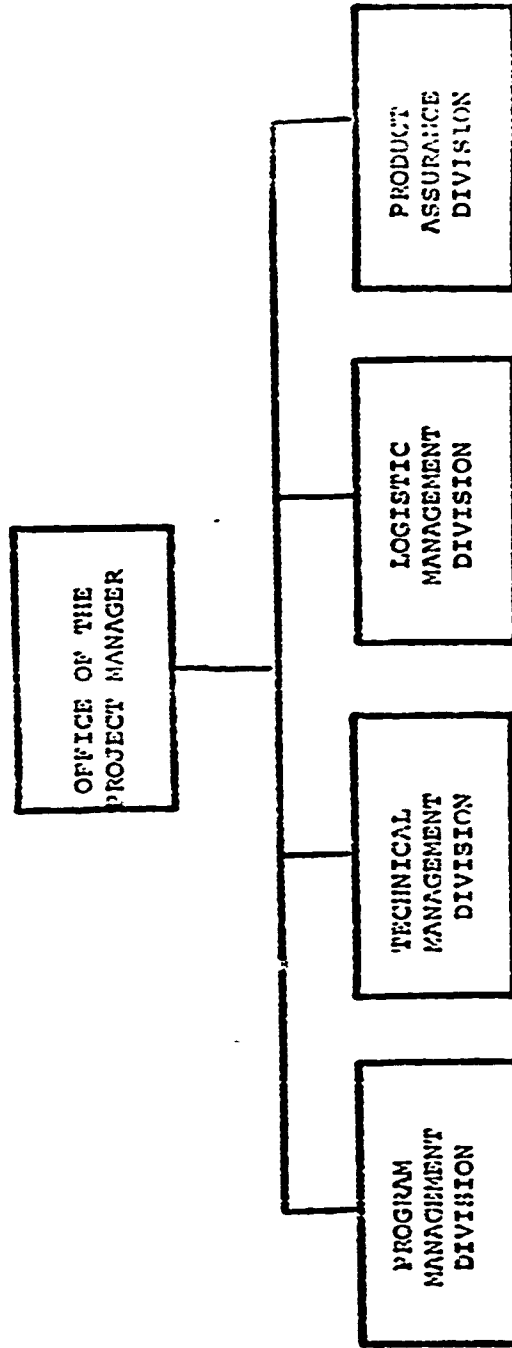 OFFICE OF THE
PROJECT MANAGER
PROGRAM
MANAGEMENT
DIVISION
TECHNICAL
MANAGEMENT
DIVISION
LOGISTIC
MANAGEMENT
DIVISION
PRODUCT
ASSURANCE
DIVISION